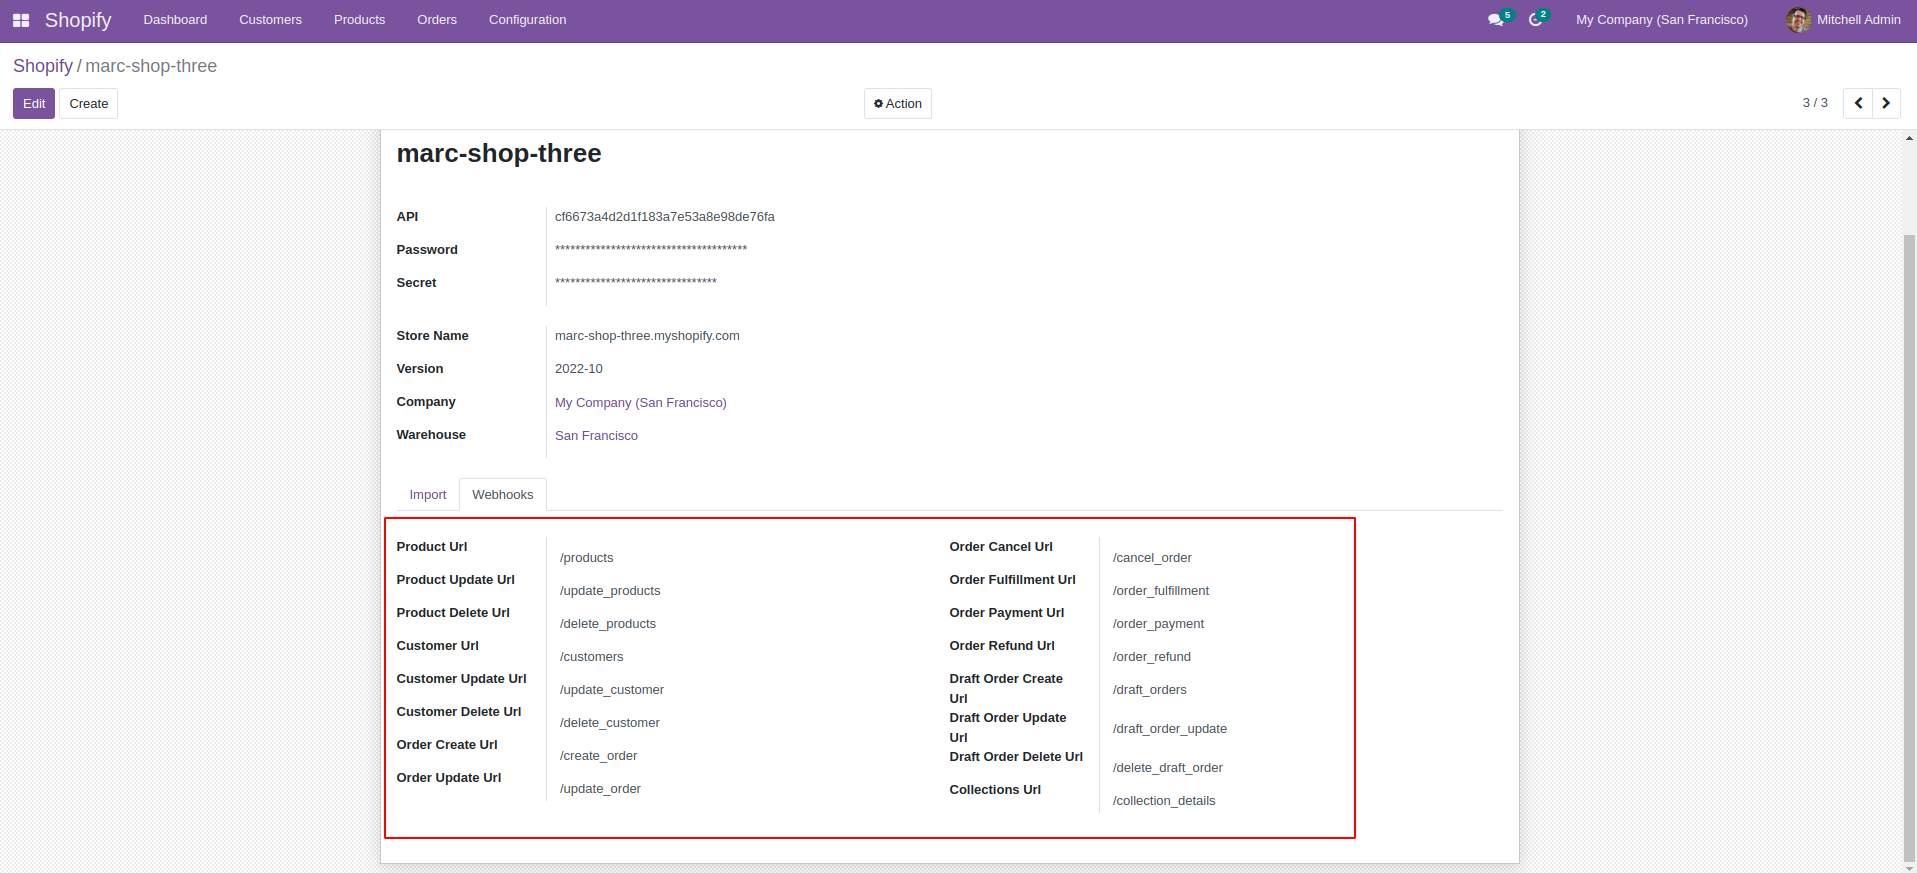 Shopify Dashboard Customers Products Orders Configuration 5 2 My Company (San Francisco) Mitchell Admin
Shopify / marc-shop-three
Edit Create Action 3 / 3
marc-shop-three
API cf6673a4d2d1f183a7e53a8e98de76fa
Password **************************************
Secret ********************************
Store Name marc-shop-three.myshopify.com
Version 2022-10
Company My Company (San Francisco)
Warehouse San Francisco
Import Webhooks
Product Url /products
Product Update Url /update_products
Product Delete Url /delete_products
Customer Url /customers
Customer Update Url /update_customer
Customer Delete Url /delete_customer
Order Create Url /create_order
Order Update Url /update_order
Order Cancel Url /cancel_order
Order Fulfillment Url /order_fulfillment
Order Payment Url /order_payment
Order Refund Url /order_refund
Draft Order Create Url /draft_orders
Draft Order Update Url /draft_order_update
Draft Order Delete Url /delete_draft_order
Collections Url /collection_details